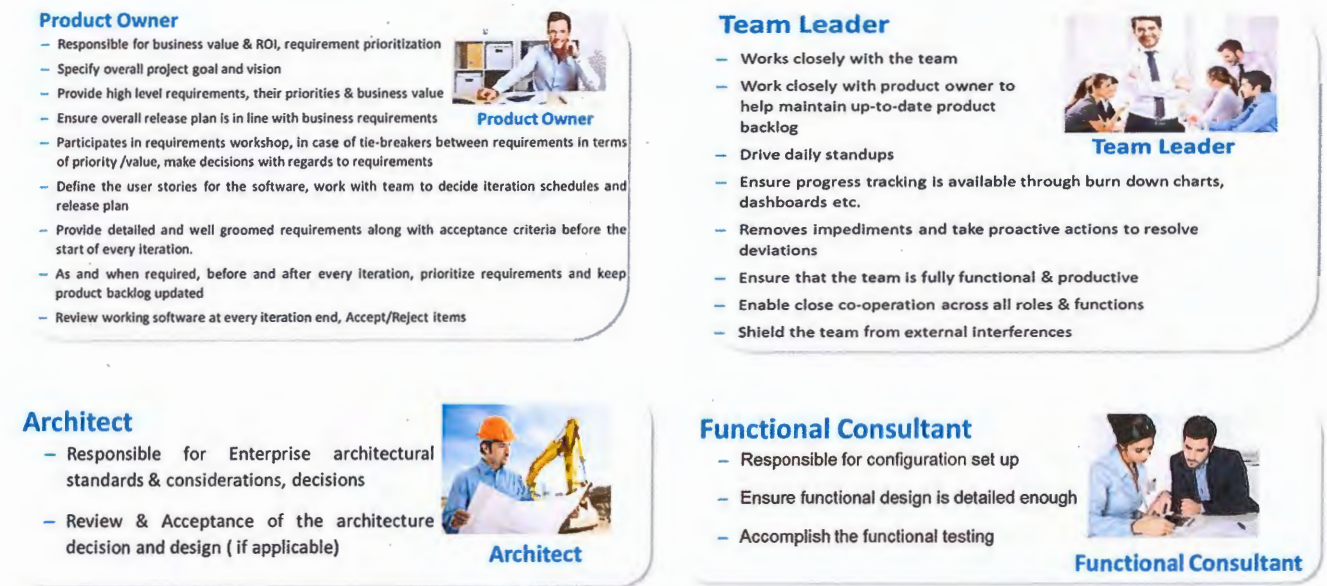 Product Owner
– Responsible for business value & ROI, requirement prioritization
– Specify overall project goal and vision
– Provide high level requirements, their priorities & business value
– Ensure overall release plan is in line with business requirements
Product Owner
– Participates in requirements workshop, in case of tie-breakers between requirements in terms
of priority /value, make decisions with regards to requirements
– Define the user stories for the software, work with team to decide iteration schedules and
release plan
– Provide detailed and well groomed requirements along with acceptance criteria before the
start of every iteration.
– As and when required, before and after every iteration, prioritize requirements and keep
product backlog updated
– Review working software at every iteration end, Accept/Reject items
Team Leader
– Works closely with the team
– Work closely with product owner to
help maintain up-to-date product
backlog
Team Leader
– Drive daily standups
– Ensure progress tracking is available through burn down charts,
dashboards etc.
– Removes impediments and take proactive actions to resolve
deviations
– Ensure that the team is fully functional & productive
– Enable close co-operation across all roles & functions
– Shield the team from external interferences
Architect
– Responsible for Enterprise architectural
standards & considerations, decisions
– Review & Acceptance of the architecture
decision and design ( if applicable)
Architect
Functional Consultant
– Responsible for configuration set up
– Ensure functional design is detailed enough
– Accomplish the functional testing
Functional Consultant